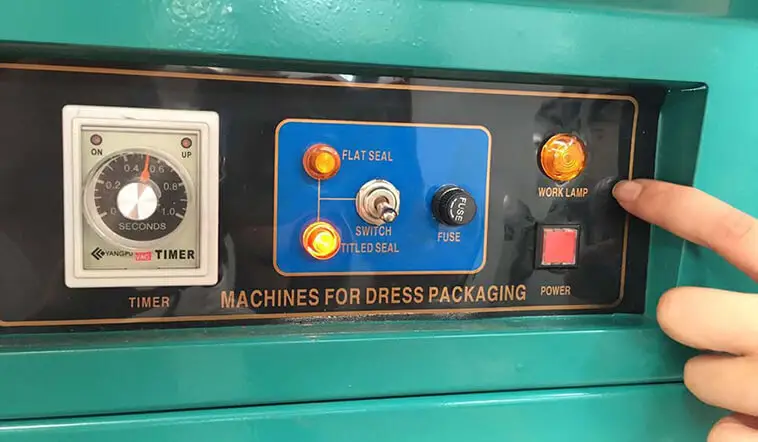 ON
UP
0.4 0.6
0.2 0.8
0 1.0
SECONDS
YANGPU VAC TIMER
TIMER
FLAT SEAL
SWITCH
TITLED SEAL
FUSE
FUSE
WORK LAMP
POWER
MACHINES FOR DRESS PACKAGING